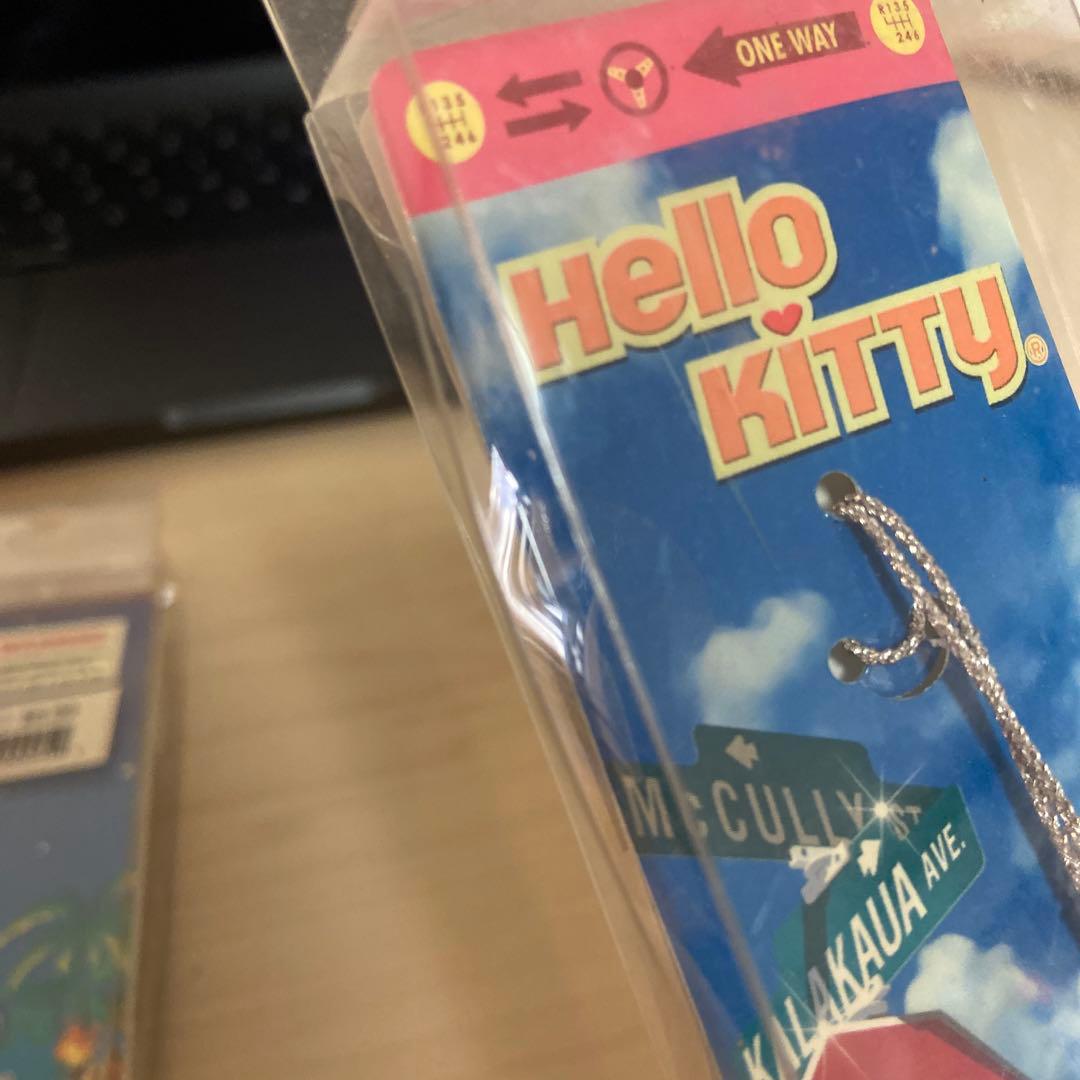 R135
246
ONE WAY
135
246
Hello
Kitty®
McCULLY ST
KALAKAUA AVE.